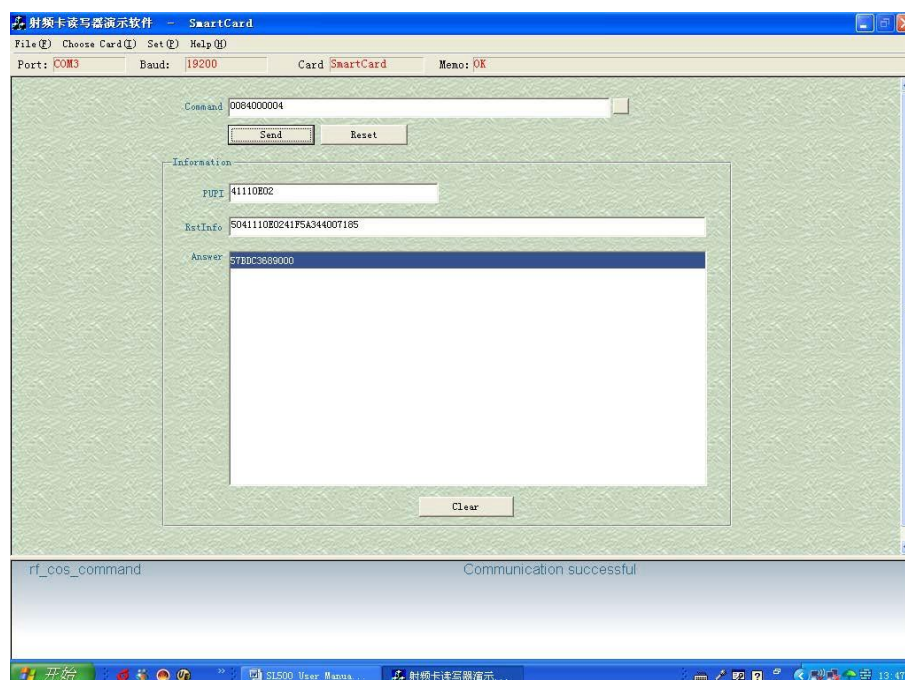 射频卡读写器演示软件 - SmartCard
File(F) Choose Card(I) Set(P) Help(H)
Port: COM3 Baud: 19200 Card SmartCard Memo: OK
Command 0084000004
Send Reset
Information
PUPI 41110E02
RstInfo 5041110E0241F5A344007185
Answer 57BDC3689000
Clear
rf_cos_command Communication successful
开始 SL500 User Manua... 射频卡读写器演示... 13:47